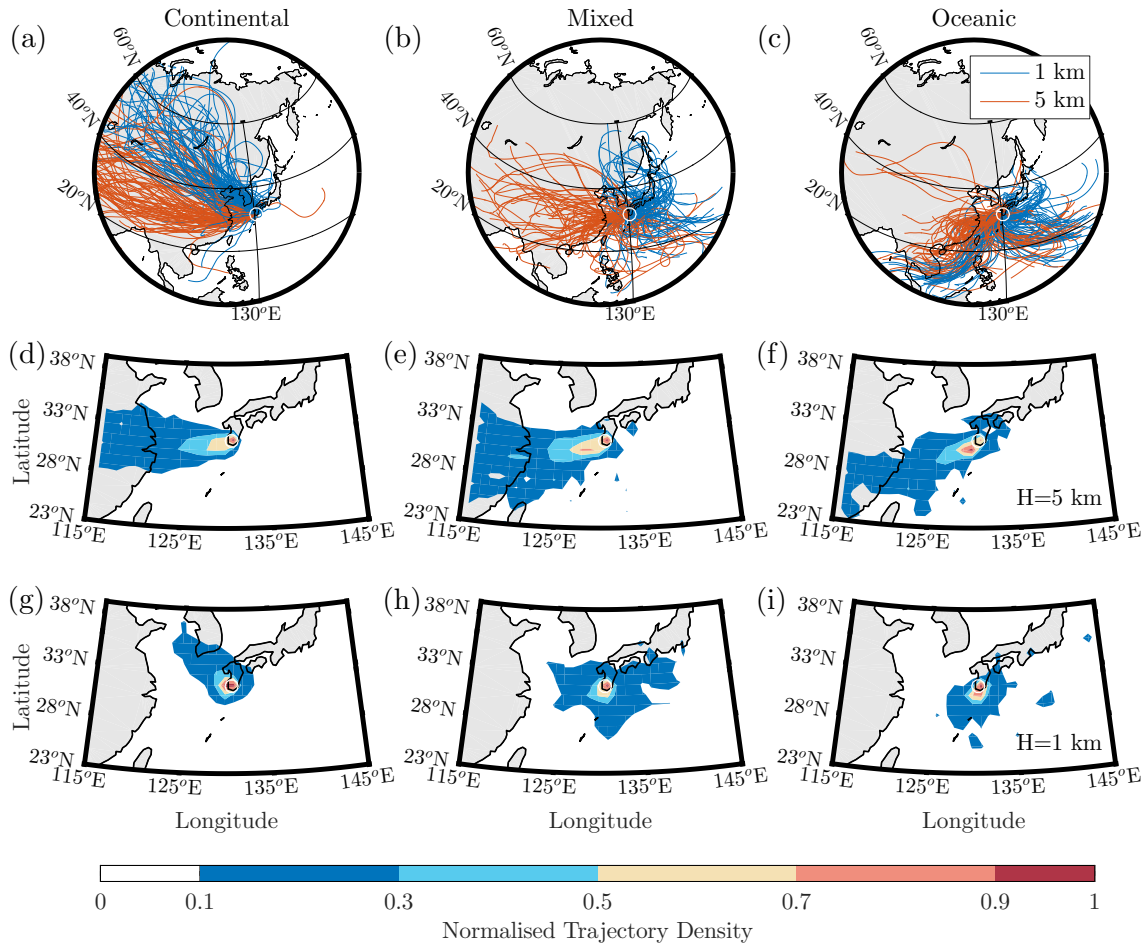 Continental Mixed Oceanic
(a) (b) (c)
60°N 60°N 60°N
1 km
5 km
40°N 40°N 40°N
20°N 20°N 20°N
130°E 130°E 130°E
(d) (e) (f)
38°N 38°N 38°N
33°N 33°N 33°N
Latitude
28°N 28°N 28°N
H=5 km
23°N 23°N 23°N
115°E 125°E 135°E 145°E 115°E 125°E 135°E 145°E 115°E 125°E 135°E 145°E
(g) (h) (i)
38°N 38°N 38°N
33°N 33°N 33°N
Latitude
28°N 28°N 28°N
H=1 km
23°N 23°N 23°N
115°E 125°E 135°E 145°E 115°E 125°E 135°E 145°E 115°E 125°E 135°E 145°E
Longitude Longitude Longitude
0 0.1 0.3 0.5 0.7 0.9 1
Normalised Trajectory Density